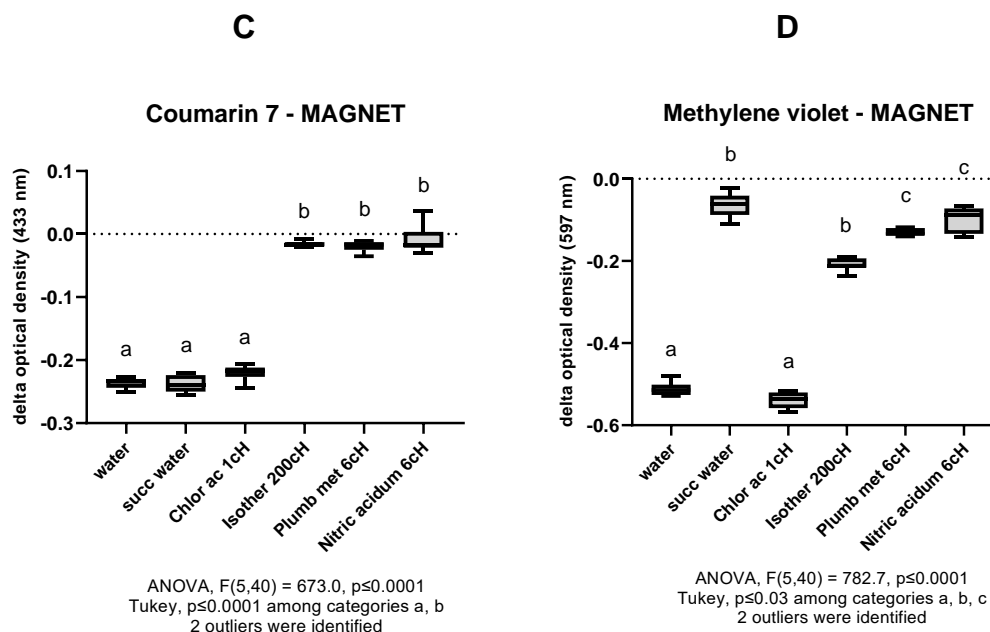 C
Coumarin 7 - MAGNET
delta optical density (433 nm)
0.1
0.0
-0.1
-0.2
-0.3
a
a
a
b
b
b
water
succ water
Chlor ac 1cH
Isother 200cH
Plumb met 6cH
Nitric acidum 6cH
ANOVA, F(5,40) = 673.0, p≤0.0001
Tukey, p≤0.0001 among categories a, b
2 outliers were identified
D
Methylene violet - MAGNET
delta optical density (597 nm)
0.0
-0.2
-0.4
-0.6
a
b
a
b
c
c
water
succ water
Chlor ac 1cH
Isother 200cH
Plumb met 6cH
Nitric acidum 6cH
ANOVA, F(5,40) = 782.7, p≤0.0001
Tukey, p≤0.03 among categories a, b, c
2 outliers were identified